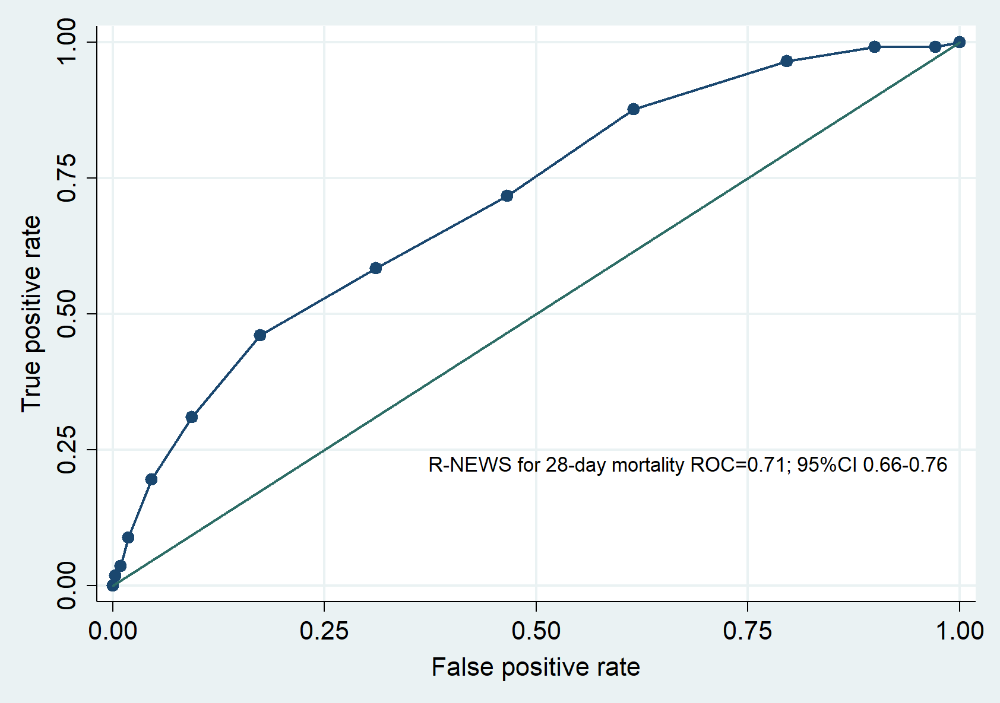 1.00
0.75
0.50
0.25
0.00
True positive rate
R-NEWS for 28-day mortality ROC=0.71; 95%CI 0.66-0.76
0.00 0.25 0.50 0.75 1.00
False positive rate